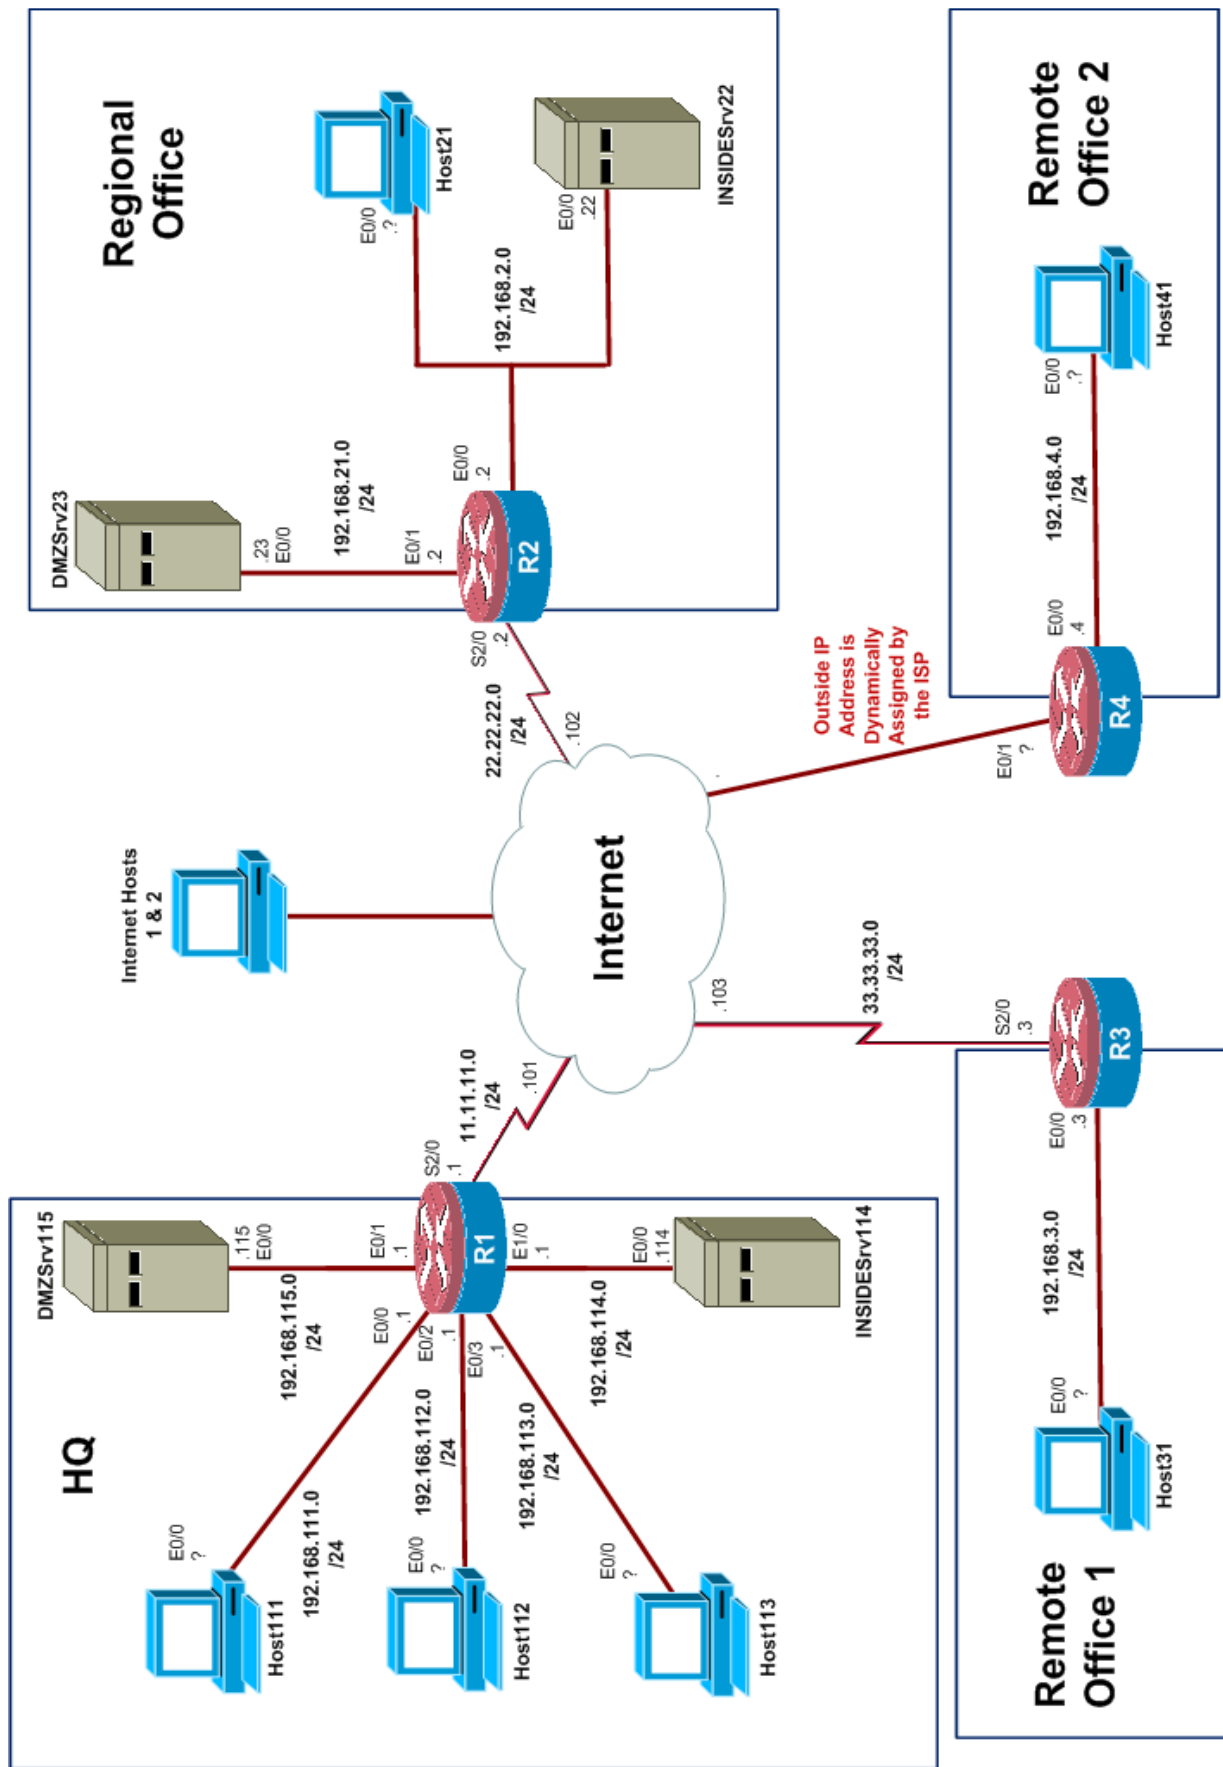 HQ
DMZSrv115
.115
E0/0
192.168.115.0
/24
E0/1
.1
Host111
E0/0
?
192.168.111.0
/24
E0/0
.1
Host112
E0/0
?
192.168.112.0
/24
E0/2
.1
Host113
E0/0
?
192.168.113.0
/24
E0/3
.1
R1
E1/0
.1
192.168.114.0
/24
E0/0
.114
INSIDESrv114
S2/0
.1
11.11.11.0
/24
.101
Internet Hosts
1 & 2
Internet
Regional
Office
DMZSrv23
.23
E0/0
192.168.21.0
/24
E0/1
.2
R2
S2/0
.2
22.22.22.0
/24
.102
E0/0
.2
192.168.2.0
/24
E0/0
.?
Host21
E0/0
.22
INSIDESrv22
Remote
Office 1
Host31
E0/0
?
192.168.3.0
/24
E0/0
.3
R3
S2/0
.3
33.33.33.0
/24
.103
Remote
Office 2
Outside IP
Address is
Dynamically
Assigned by
the ISP
.
E0/1
?
R4
E0/0
.4
192.168.4.0
/24
E0/0
.?
Host41